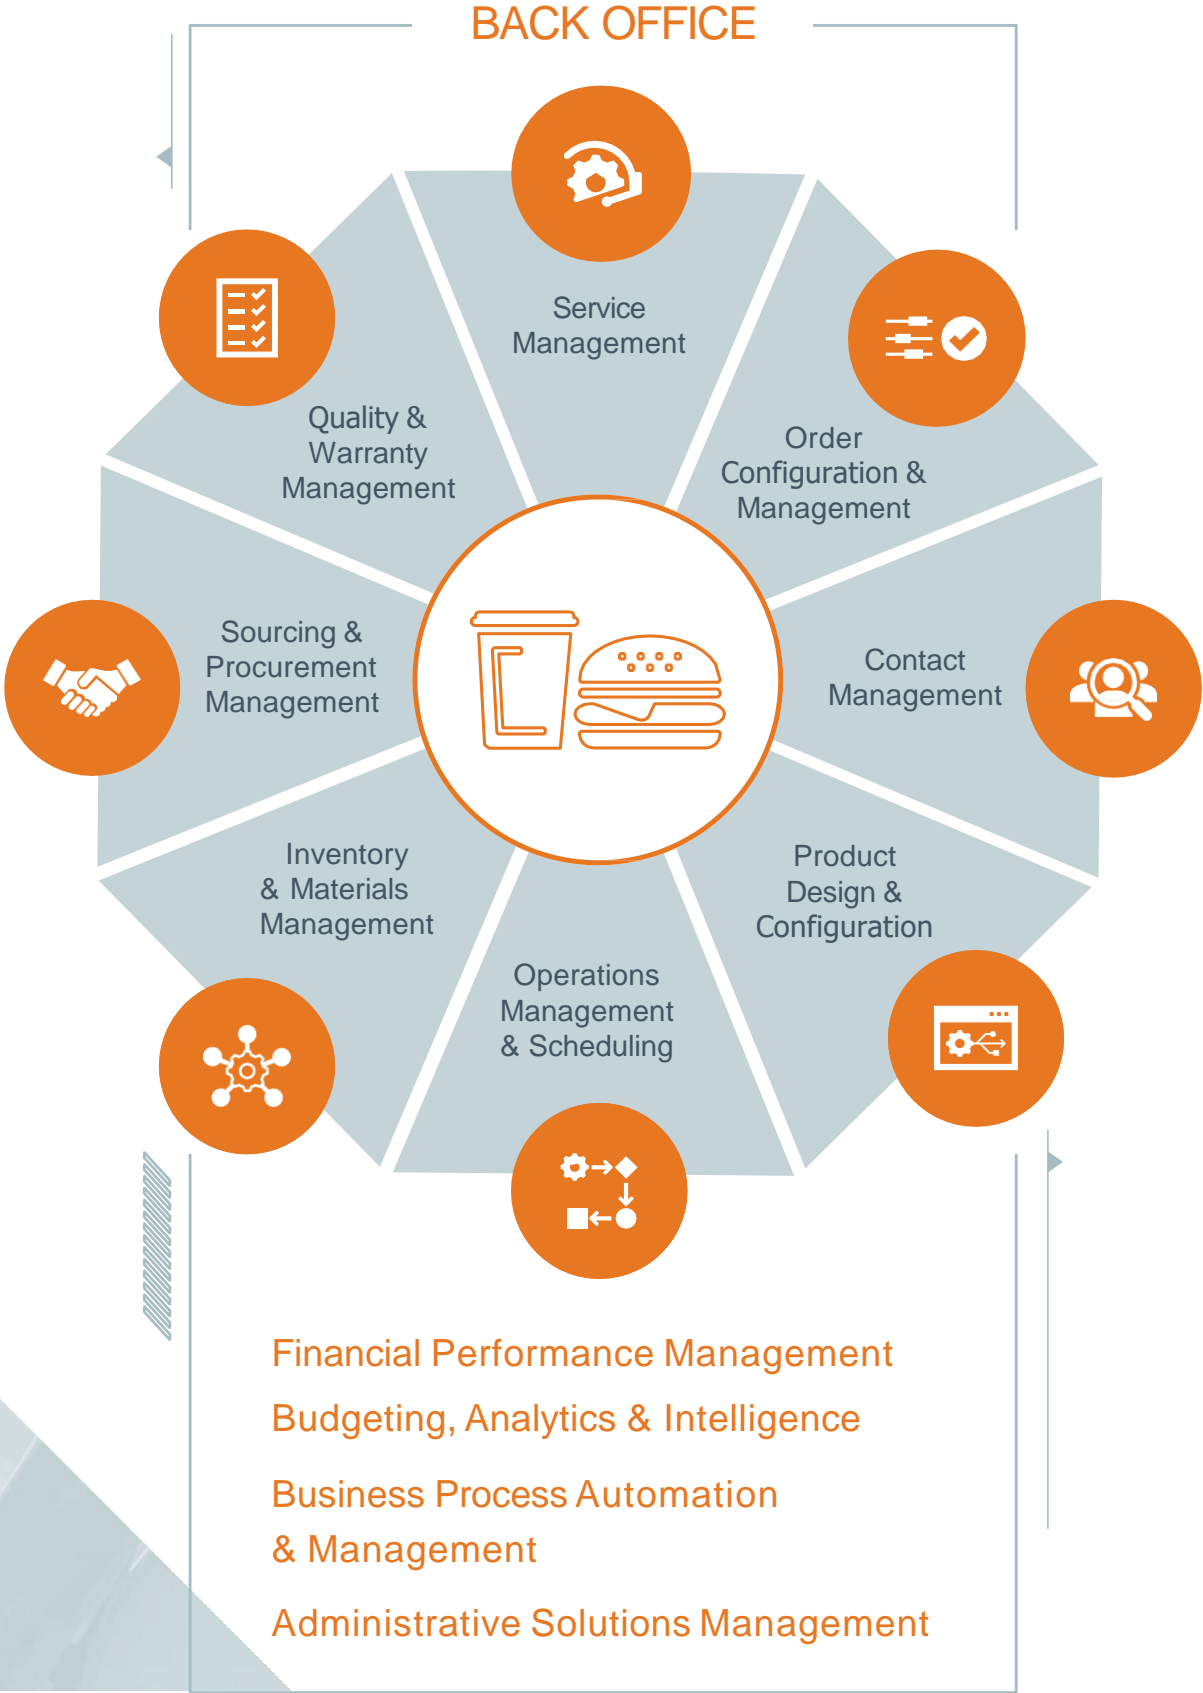 BACK OFFICE
Service
Management
Order
Configuration &
Management
Contact
Management
Product
Design &
Configuration
Operations
Management
& Scheduling
Inventory
& Materials
Management
Sourcing &
Procurement
Management
Quality &
Warranty
Management
Financial Performance Management
Budgeting, Analytics & Intelligence
Business Process Automation
& Management
Administrative Solutions Management